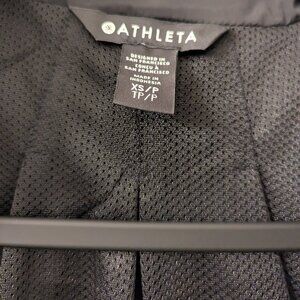 ATHLETA
DESIGNED IN
SAN FRANCISCO
CONÇU À
SAN FRANCISCO
MADE IN
INDONESIA
XS/P
TP/P